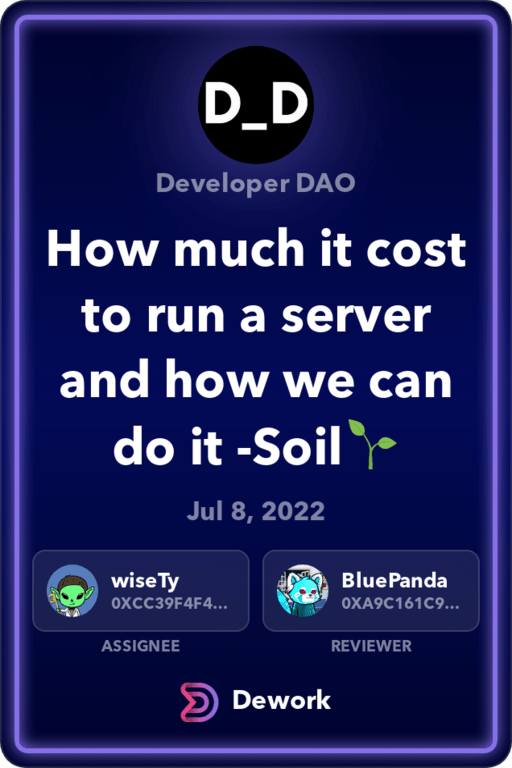 D_D
Developer DAO
How much it cost
to run a server
and how we can
do it -Soil🌱
Jul 8, 2022
wiseTy
0XCC39F4F4...
BluePanda
0XA9C161C9...
ASSIGNEE
REVIEWER
Dework